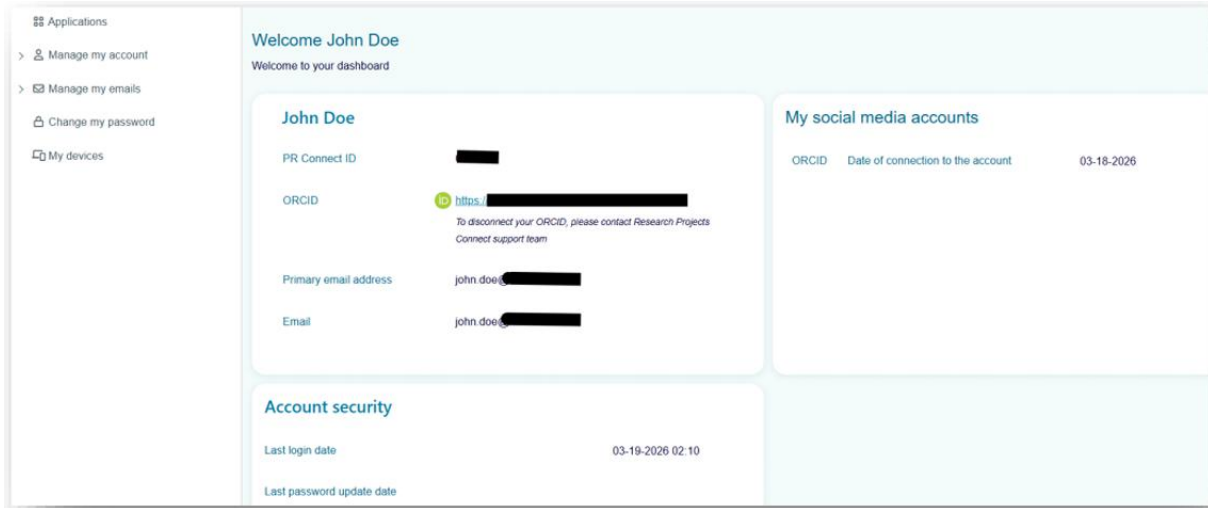 Applications
Manage my account
Manage my emails
Change my password
My devices
Welcome John Doe
Welcome to your dashboard
John Doe
PR Connect ID
ORCID
iD https:/
To disconnect your ORCID, please contact Research Projects
Connect support team
Primary email address john.doe@
Email john.doe@
My social media accounts
ORCID Date of connection to the account 03-18-2026
Account security
Last login date 03-19-2026 02:10
Last password update date